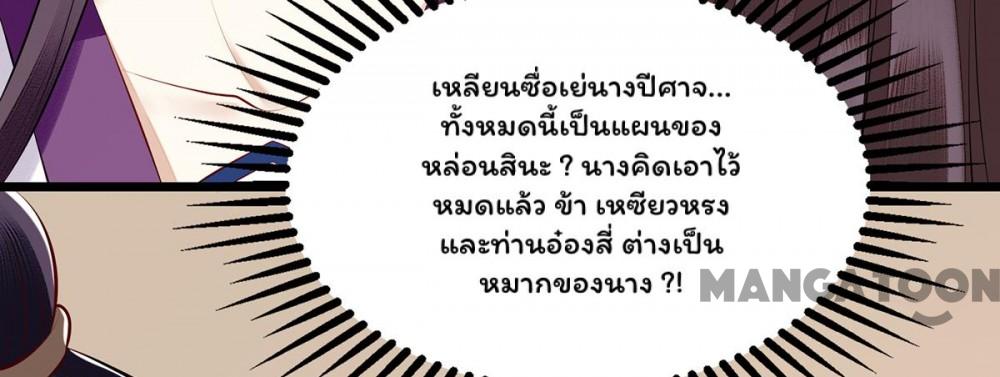 เหลียนซื่อเย่นางปีศาจ...
ทั้งหมดนี้เป็นแผนของ
หล่อนสินะ ? นางคิดเอาไว้
หมดแล้ว ข้า เหซียวหรง
และท่านอ๋องสี่ ต่างเป็น
หมากของนาง ?!
MANGATOON